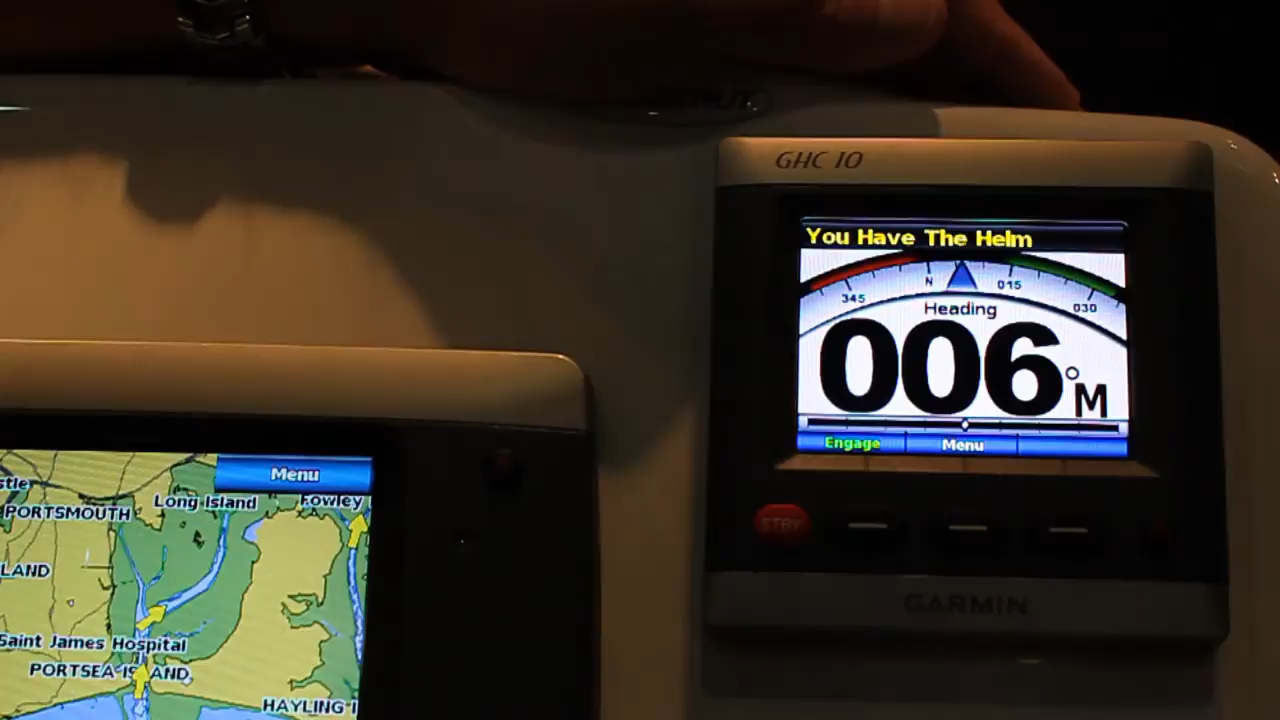 GHC 10
You Have The Helm
N
015
345
030
Heading
006°M
Engage
Menu
STBY
GARMIN
Menu
stle
Long Island
Fowley
PORTSMOUTH
LAND
Saint James Hospital
PORTSEA ISLAND
HAYLING I